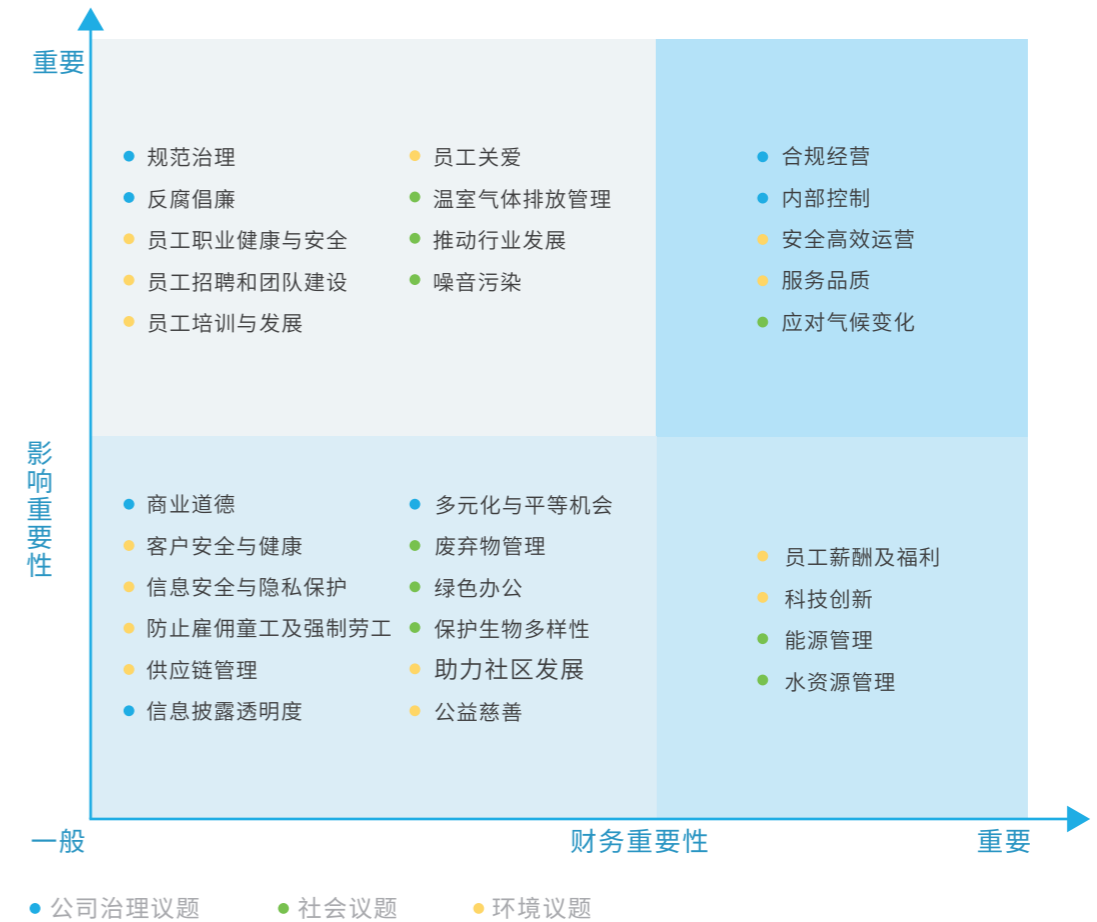 重要
规范治理
反腐倡廉
员工职业健康与安全
员工招聘和团队建设
员工培训与发展
员工关爱
温室气体排放管理
推动行业发展
噪音污染
合规经营
内部控制
安全高效运营
服务品质
应对气候变化
影响重要性
商业道德
客户安全与健康
信息安全与隐私保护
防止雇佣童工及强制劳工
供应链管理
信息披露透明度
多元化与平等机会
废弃物管理
绿色办公
保护生物多样性
助力社区发展
公益慈善
员工薪酬及福利
科技创新
能源管理
水资源管理
一般
财务重要性
重要
公司治理议题
社会议题
环境议题